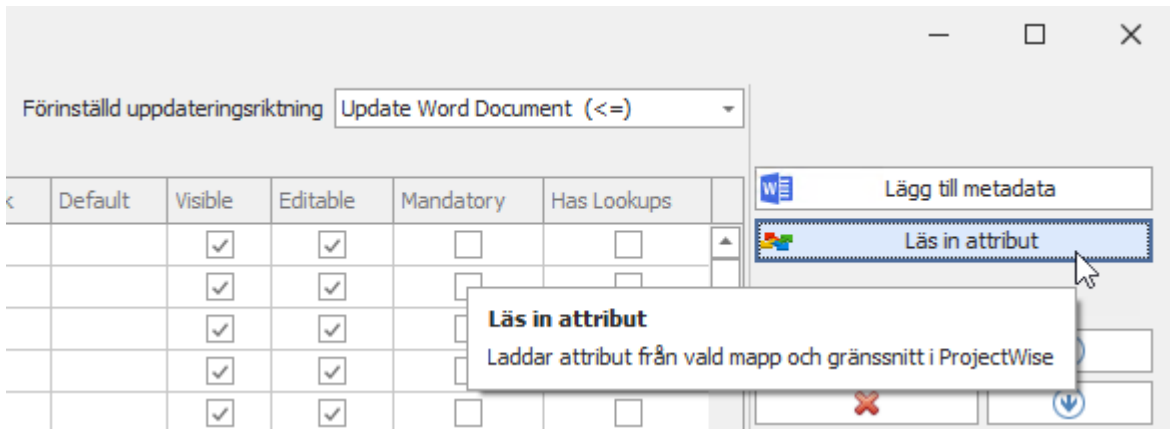 Förinställd uppdateringsriktning Update Word Document (<=)
Default Visible Editable Mandatory Has Lookups
Lägg till metadata
Läs in attribut
Läs in attribut
Laddar attribut från vald mapp och gränssnitt i ProjectWise